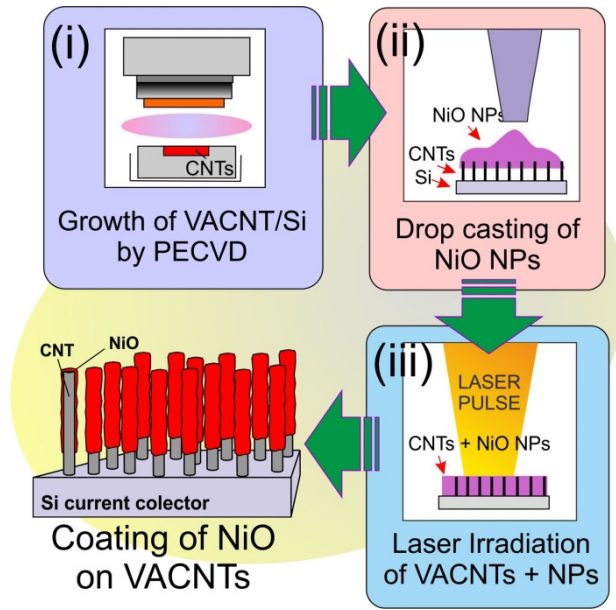 (i)
CNTs
Growth of VACNT/Si
by PECVD
(ii)
NiO NPs
CNTs
Si
Drop casting of
NiO NPs
(iii)
LASER
PULSE
CNTs + NiO NPs
Laser Irradiation
of VACNTs + NPs
NiO
CNT
Si current colector
Coating of NiO
on VACNTs